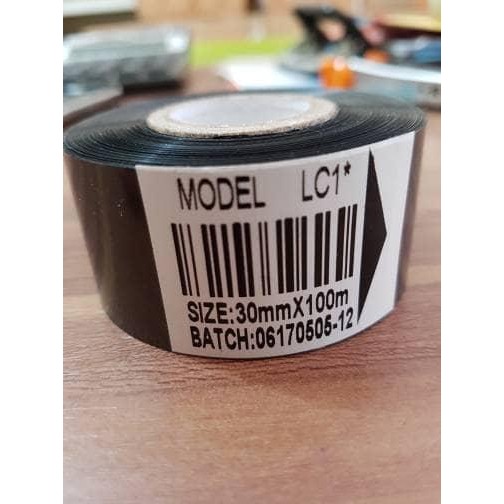 MODEL LC1*
SIZE:30mmX100m
BATCH:06170505-12